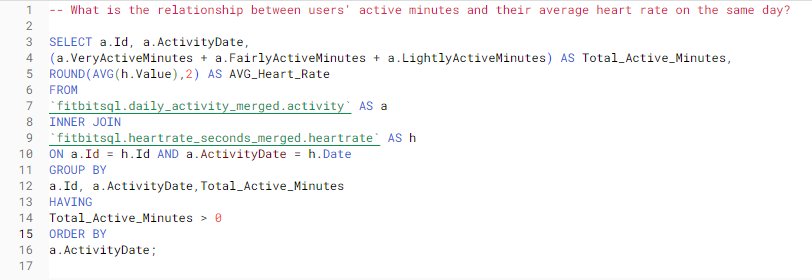 1 -- What is the relationship between users' active minutes and their average heart rate on the same day?
2
3 SELECT a.Id, a.ActivityDate,
4 (a.VeryActiveMinutes + a.FairlyActiveMinutes + a.LightlyActiveMinutes) AS Total_Active_Minutes,
5 ROUND(AVG(h.Value),2) AS AVG_Heart_Rate
6 FROM
7 `fitbitsql.daily_activity_merged.activity` AS a
8 INNER JOIN
9 `fitbitsql.heartrate_seconds_merged.heartrate` AS h
10 ON a.Id = h.Id AND a.ActivityDate = h.Date
11 GROUP BY
12 a.Id, a.ActivityDate,Total_Active_Minutes
13 HAVING
14 Total_Active_Minutes > 0
15 ORDER BY
16 a.ActivityDate;
17